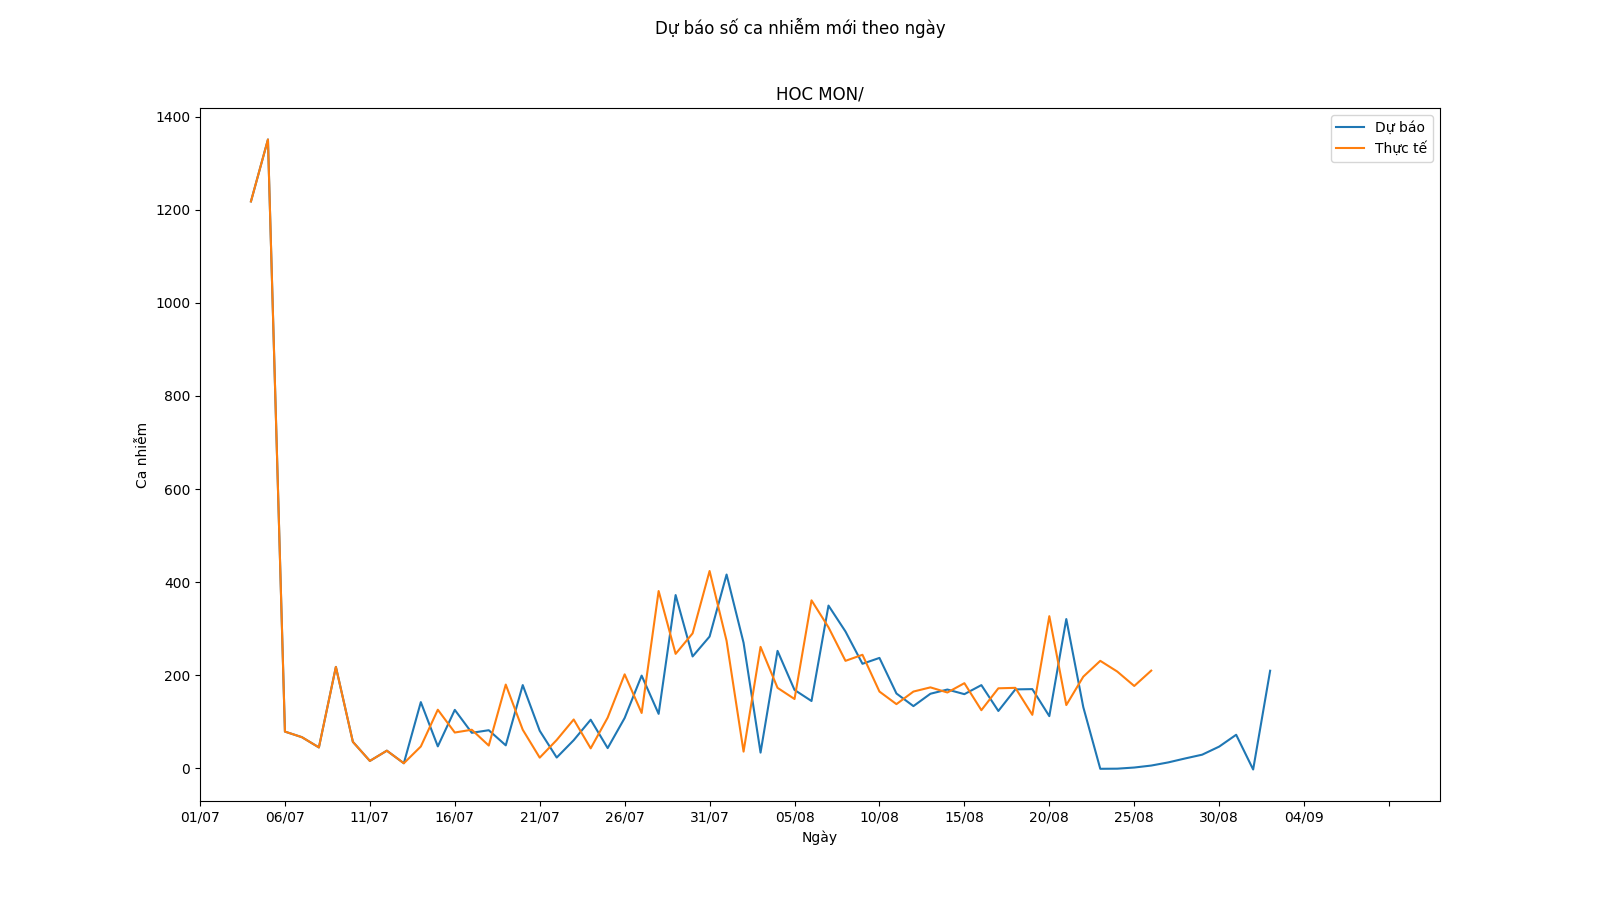 Dự báo số ca nhiễm mới theo ngày
HOC MON/
Dự báo
Thực tế
1400
1200
1000
800
600
400
200
0
Ca nhiễm
01/07 06/07 11/07 16/07 21/07 26/07 31/07 05/08 10/08 15/08 20/08 25/08 30/08 04/09
Ngày